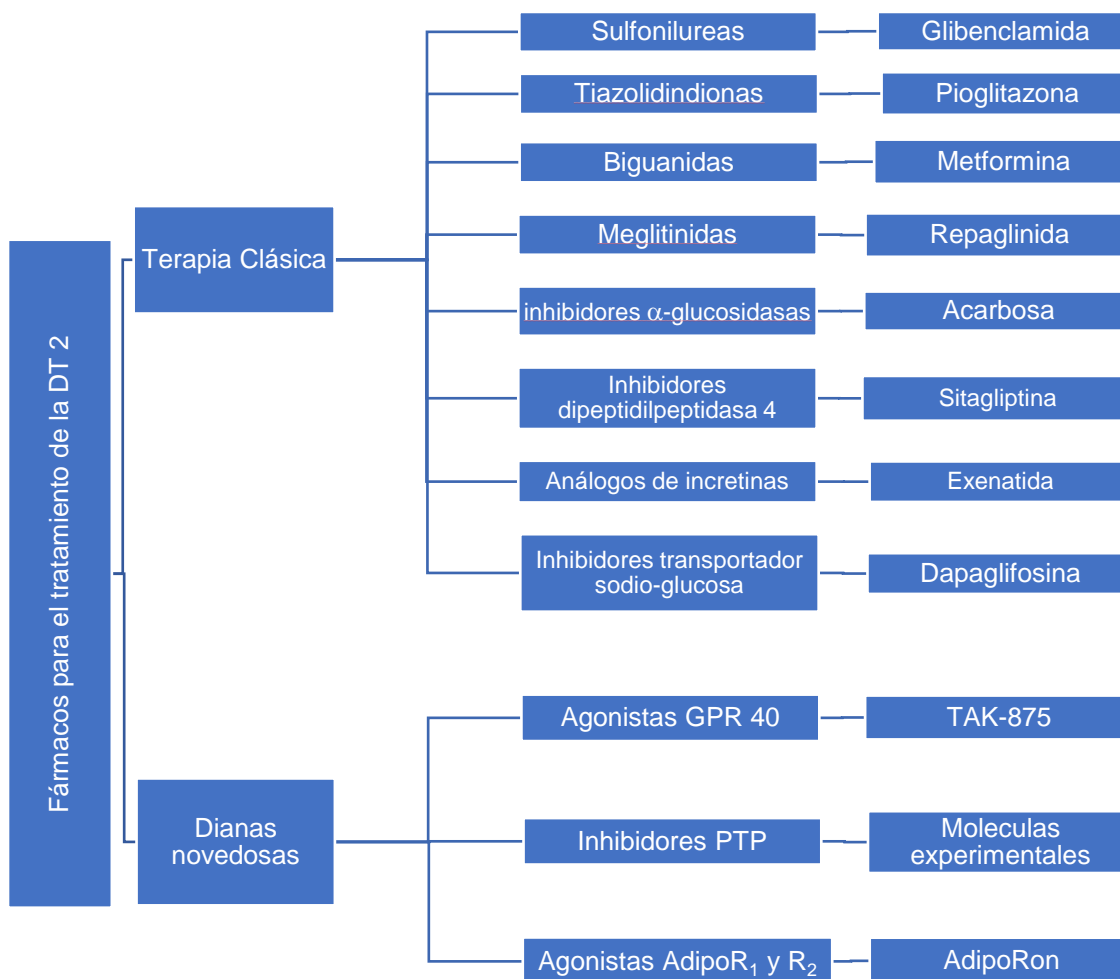 Fármacos para el tratamiento de la DT 2
Terapia Clásica
Sulfonilureas
Glibenclamida
Tiazolidindionas
Pioglitazona
Biguanidas
Metformina
Meglitinidas
Repaglinida
inhibidores α-glucosidasas
Acarbosa
Inhibidores
dipeptidilpeptidasa 4
Sitagliptina
Análogos de incretinas
Exenatida
Inhibidores transportador
sodio-glucosa
Dapaglifosina
Dianas
novedosas
Agonistas GPR 40
TAK-875
Inhibidores PTP
Moleculas
experimentales
Agonistas AdipoR₁ y R₂
AdipoRon